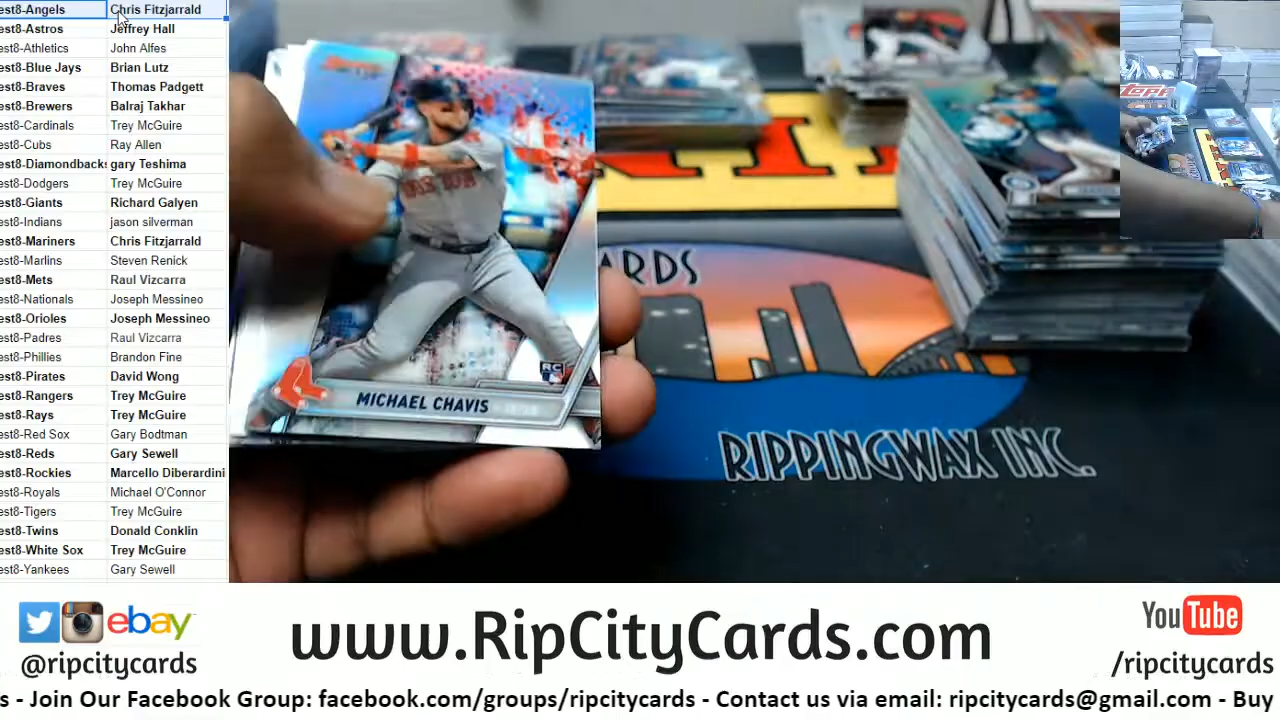 est8-Angels Chris Fitzjarrald
est8-Astros Jeffrey Hall
est8-Athletics John Alfes
est8-Blue Jays Brian Lutz
est8-Braves Thomas Padgett
est8-Brewers Balraj Takhar
est8-Cardinals Trey McGuire
est8-Cubs Ray Allen
est8-Diamondbacks gary Teshima
est8-Dodgers Trey McGuire
est8-Giants Richard Galyen
est8-Indians jason silverman
est8-Mariners Chris Fitzjarrald
est8-Marlins Steven Renick
est8-Mets Raul Vizcarra
est8-Nationals Joseph Messineo
est8-Orioles Joseph Messineo
est8-Padres Raul Vizcarra
est8-Phillies Brandon Fine
est8-Pirates David Wong
est8-Rangers Trey McGuire
est8-Rays Trey McGuire
est8-Red Sox Gary Bodtman
est8-Reds Gary Sewell
est8-Rockies Marcello Diberardini
est8-Royals Michael O'Connor
est8-Tigers Trey McGuire
est8-Twins Donald Conklin
est8-White Sox Trey McGuire
est8-Yankees Gary Sewell
RC
MICHAEL CHAVIS
ARDS
RIPPINGWAX INC.
ebay
@ripcitycards
www.RipCityCards.com
YouTube
/ripcitycards
s - Join Our Facebook Group: facebook.com/groups/ripcitycards - Contact us via email: ripcitycards@gmail.com - Buy